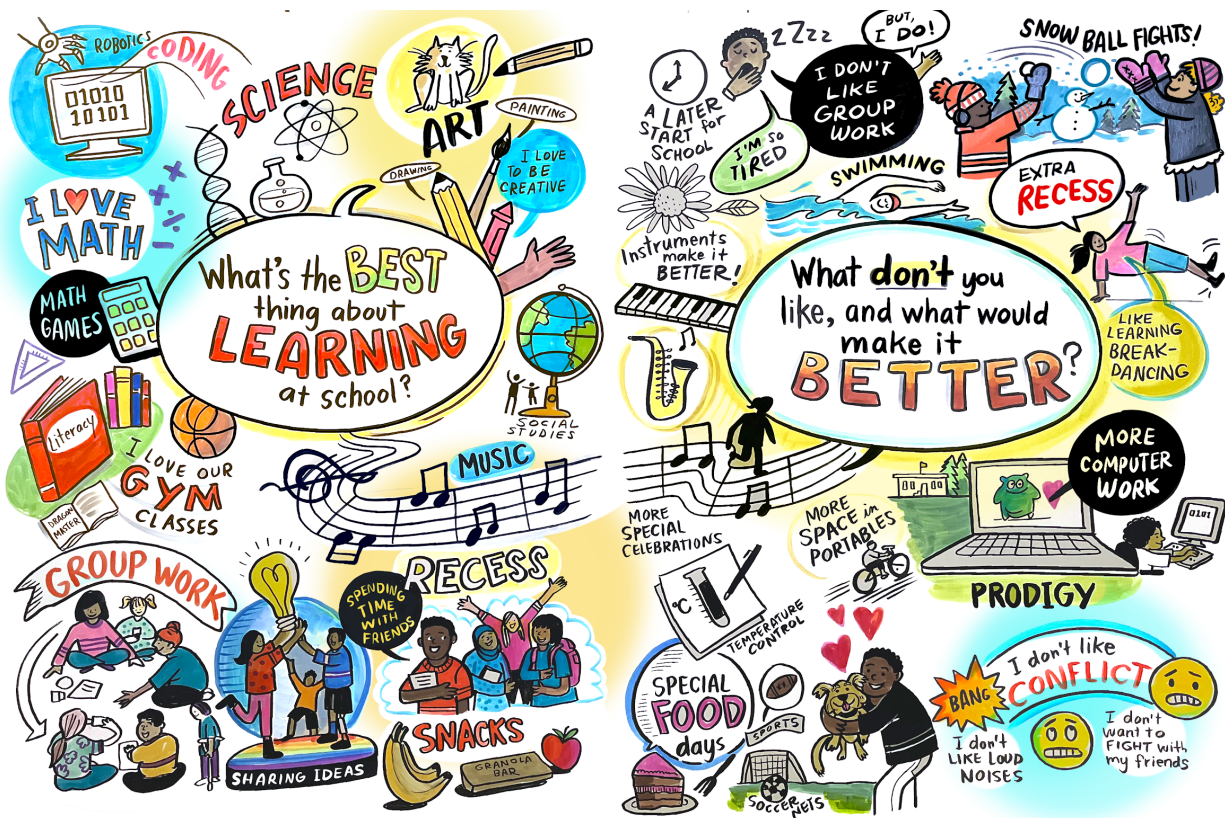 ROBOTICS
CODING
01010
10101
SCIENCE
ART
PAINTING
DRAWING
I LOVE
TO BE
CREATIVE
I L♥VE
MATH
MATH
GAMES
What's the BEST
thing about
LEARNING
at school?
Literacy
DRAGON
MASTER
I LOVE OUR
GYM
CLASSES
SOCIAL
STUDIES
MUSIC
GROUP WORK
SHARING IDEAS
RECESS
SPENDING
TIME
WITH
FRIENDS
SNACKS
GRANOLA
BAR
A LATER
START for
SCHOOL
ZZzz
I'M SO
TIRED
I DON'T
LIKE
GROUP
WORK
BUT,
I DO!
SNOW BALL FIGHTS!
SWIMMING
EXTRA
RECESS
Instruments
make it
BETTER!
What don't you
like, and what would
make it
BETTER?
LIKE
LEARNING
BREAK-
DANCING
MORE
SPECIAL
CELEBRATIONS
MORE
SPACE in
PORTABLES
MORE
COMPUTER
WORK
0101
PRODIGY
°C
TEMPERATURE
CONTROL
SPECIAL
FOOD
days
SPORTS
SOCCER
NETS
I don't like
CONFLICT
BANG
I don't
LIKE LOUD
NOISES
I don't
want to
FIGHT with
my friends